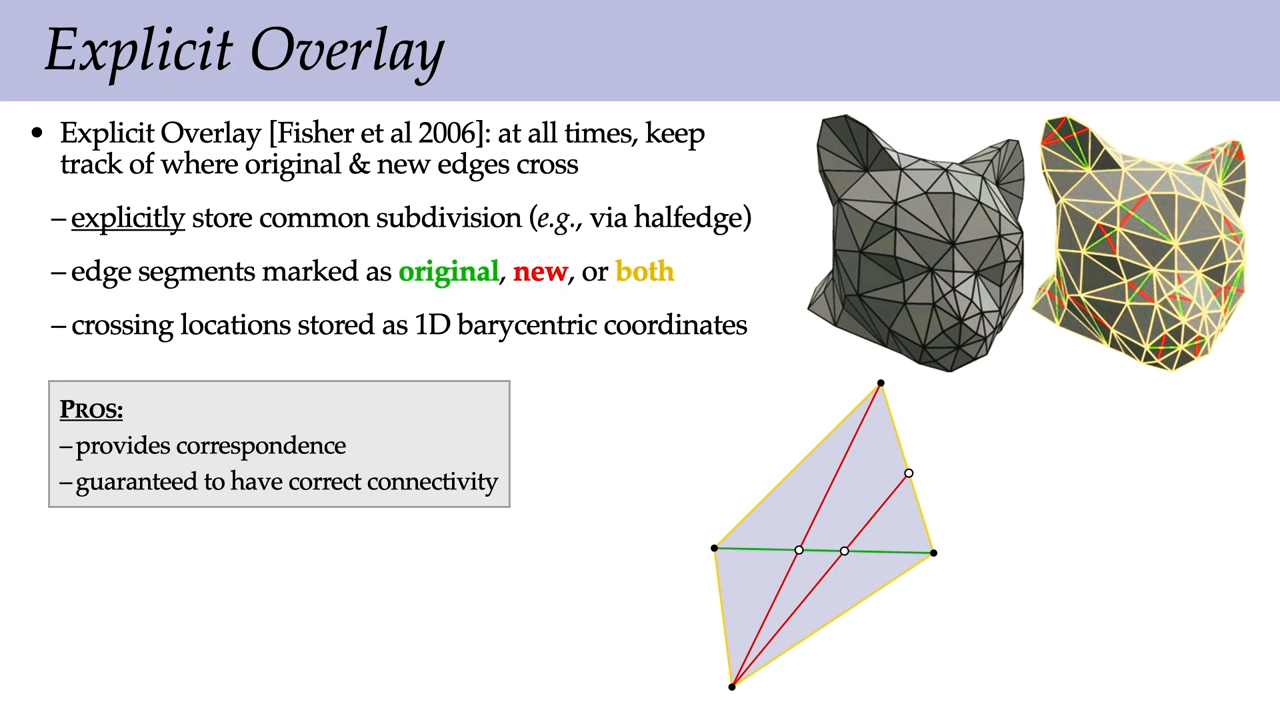 Explicit Overlay
• Explicit Overlay [Fisher et al 2006]: at all times, keep
track of where original & new edges cross
– explicitly store common subdivision (e.g., via halfedge)
– edge segments marked as original, new, or both
– crossing locations stored as 1D barycentric coordinates
PROS:
– provides correspondence
– guaranteed to have correct connectivity